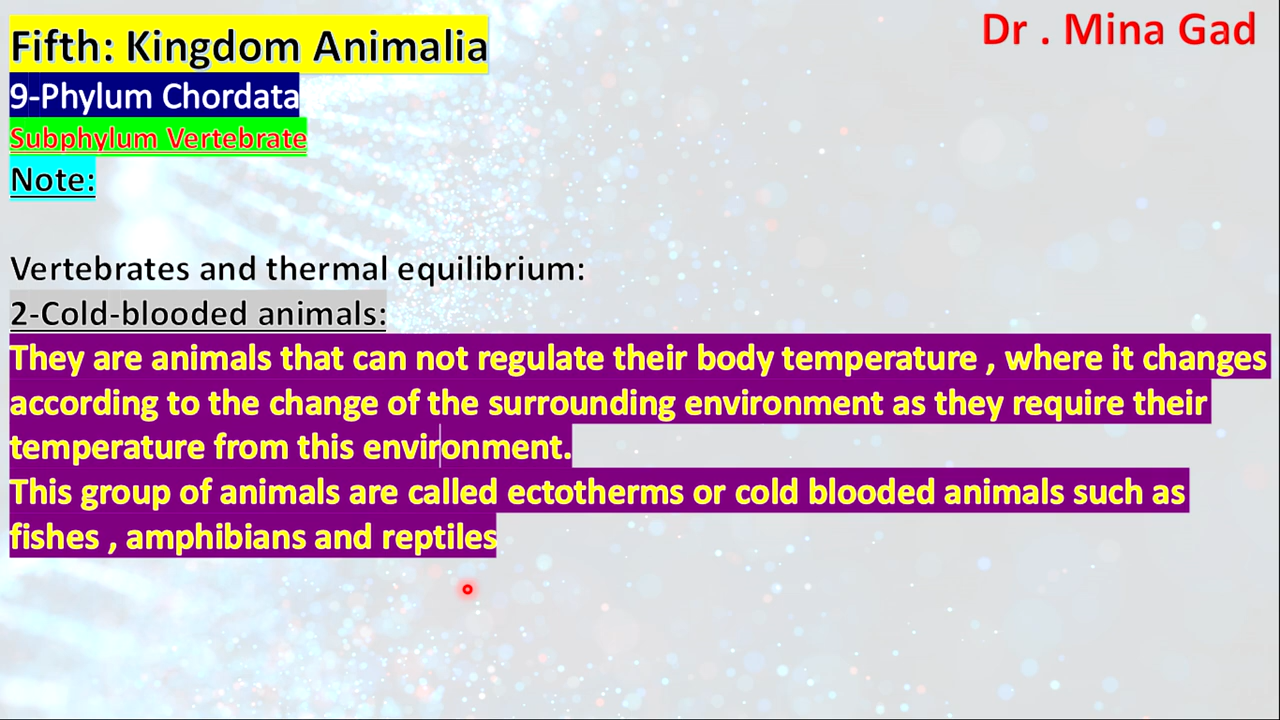 Fifth: Kingdom Animalia
Dr . Mina Gad
9-Phylum Chordata
Subphylum Vertebrate
Note:
Vertebrates and thermal equilibrium:
2-Cold-blooded animals:
They are animals that can not regulate their body temperature , where it changes
according to the change of the surrounding environment as they require their
temperature from this environment.
This group of animals are called ectotherms or cold blooded animals such as
fishes , amphibians and reptiles